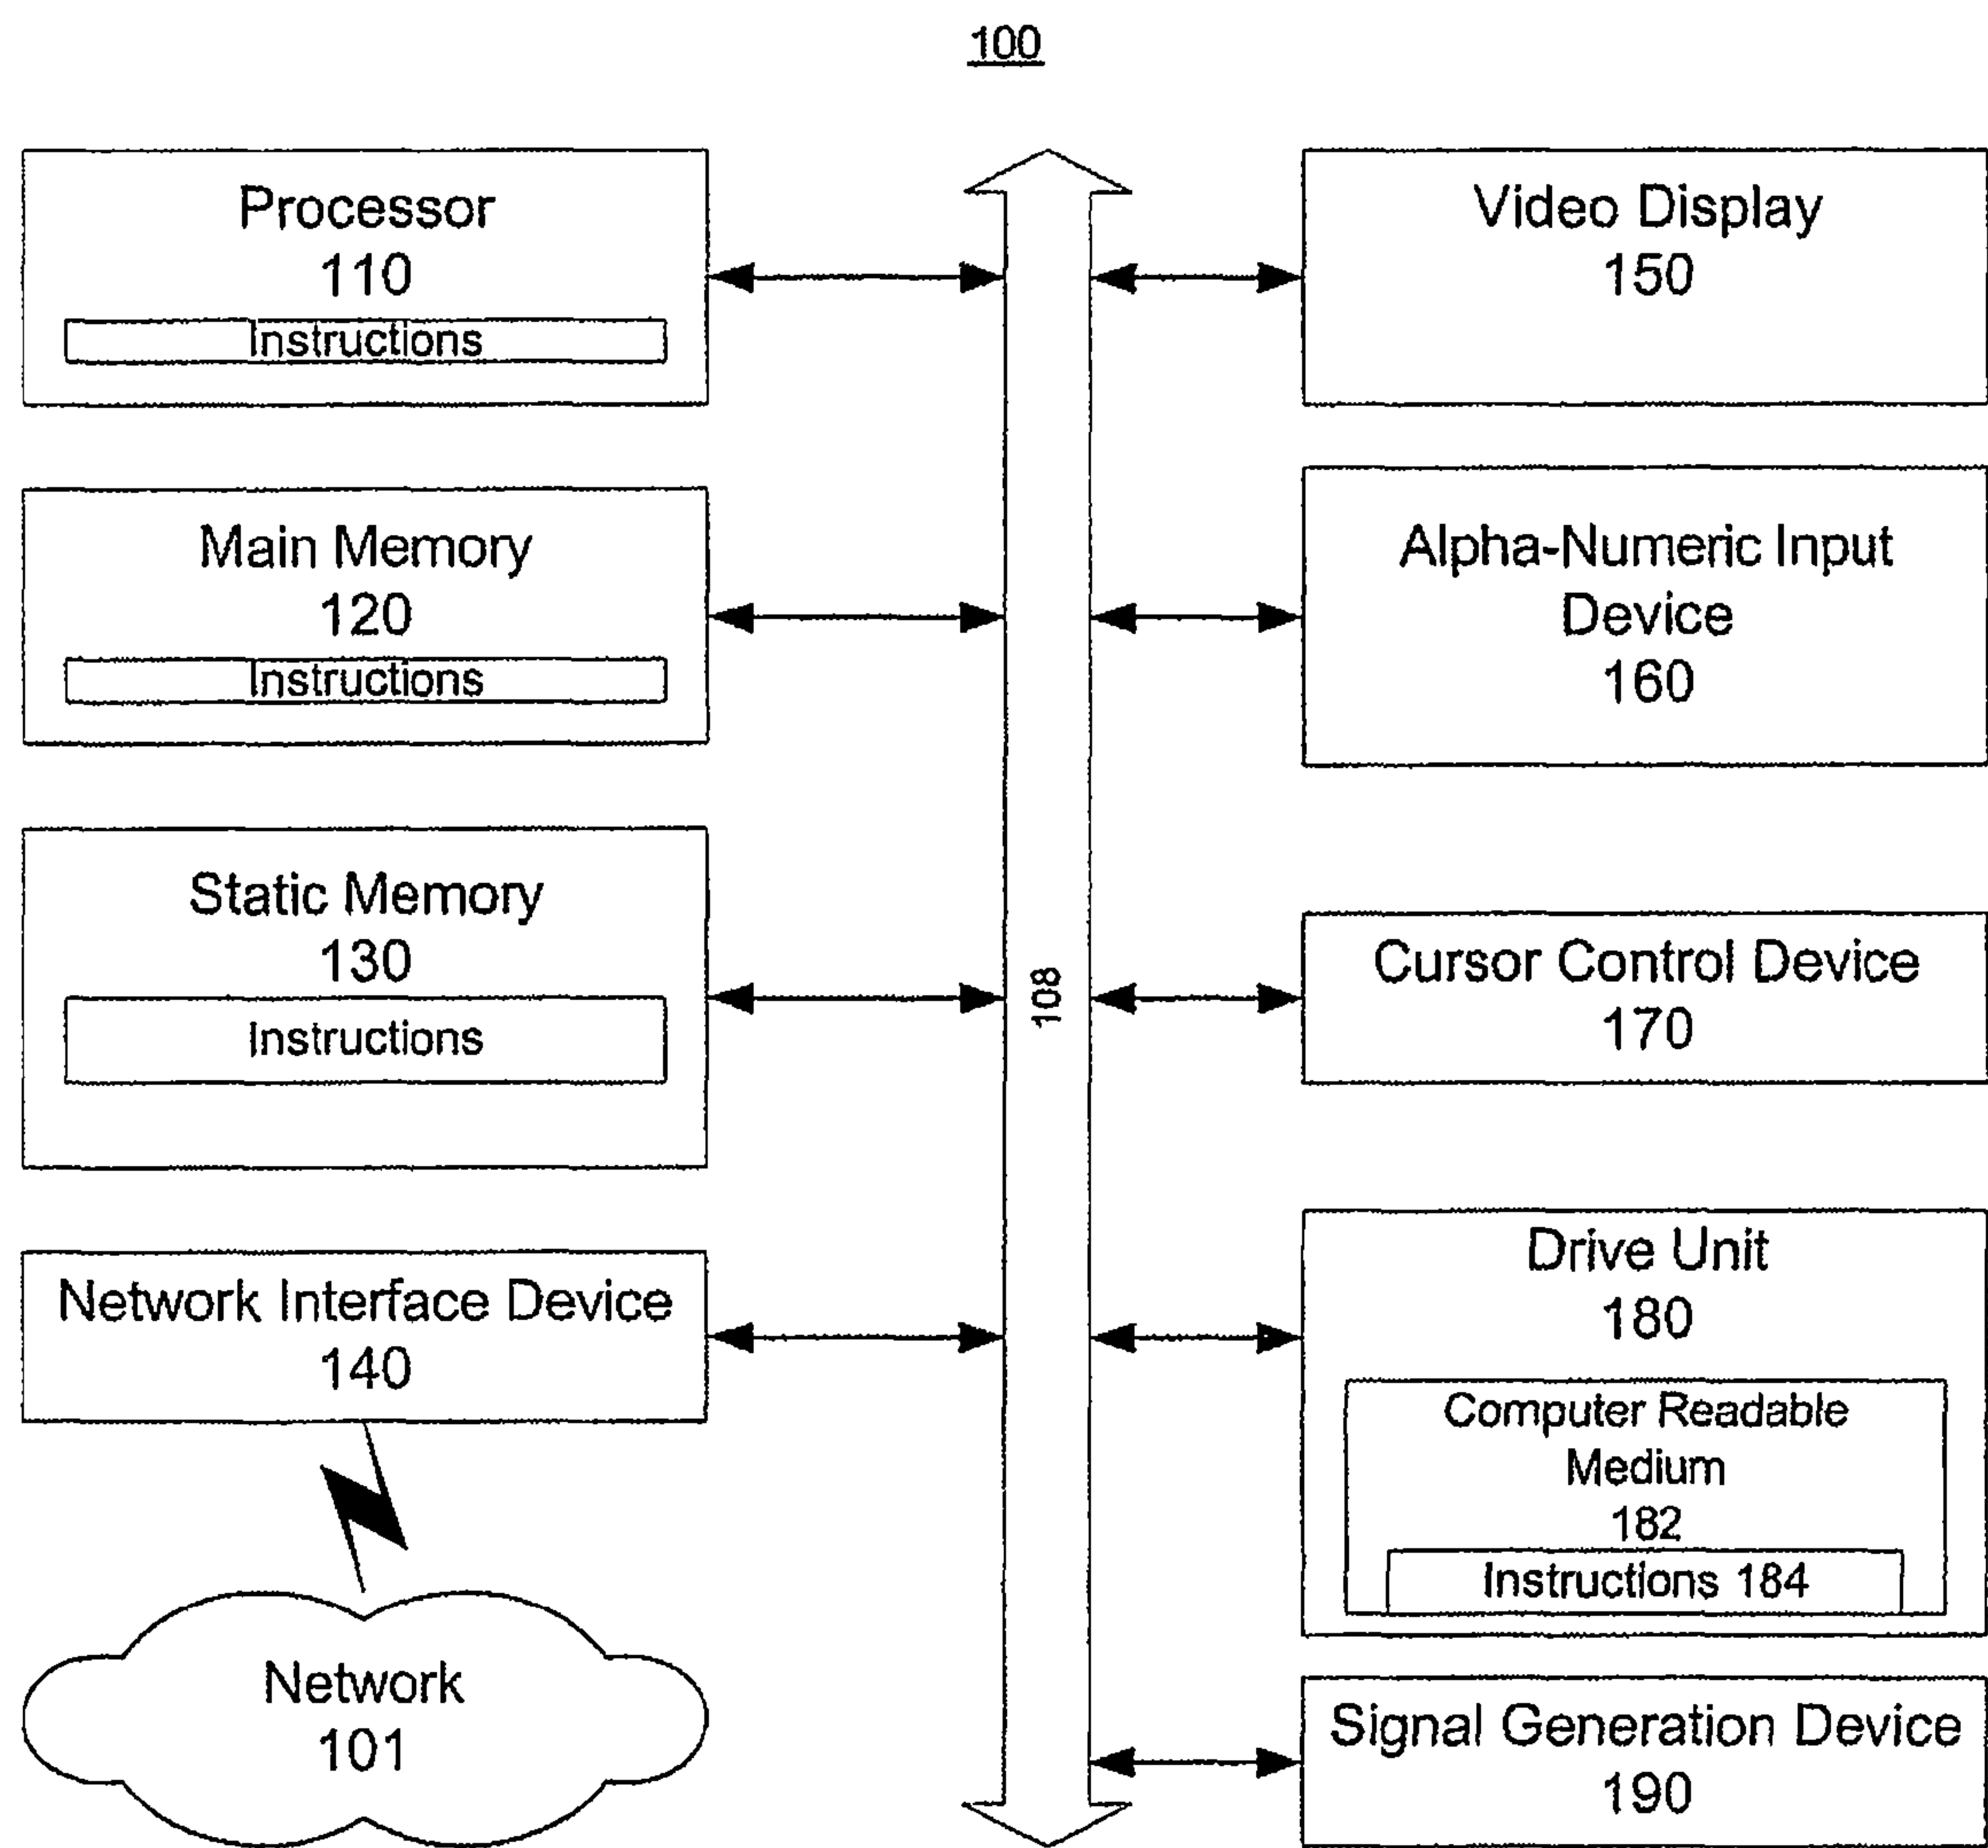 100
Processor
110
Instructions
Main Memory
120
Instructions
Static Memory
130
Instructions
Network Interface Device
140
Network
101
108
Video Display
150
Alpha-Numeric Input
Device
160
Cursor Control Device
170
Drive Unit
180
Computer Readable
Medium
182
Instructions 184
Signal Generation Device
190